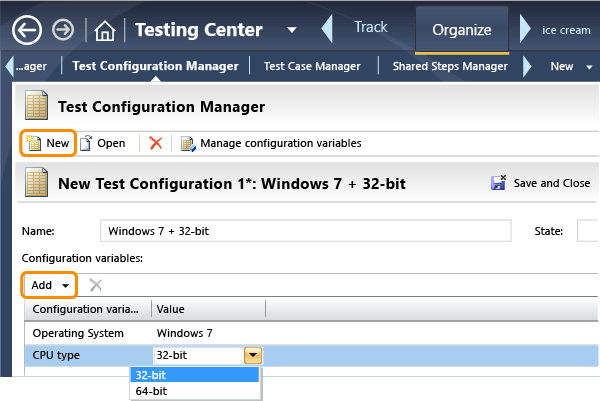 Testing Center Track Organize ice cream
...ager Test Configuration Manager Test Case Manager Shared Steps Manager New
Test Configuration Manager
New Open Manage configuration variables
New Test Configuration 1*: Windows 7 + 32-bit Save and Close
Name: Windows 7 + 32-bit State:
Configuration variables:
Add
Configuration varia... Value
Operating System Windows 7
CPU type 32-bit
32-bit
64-bit